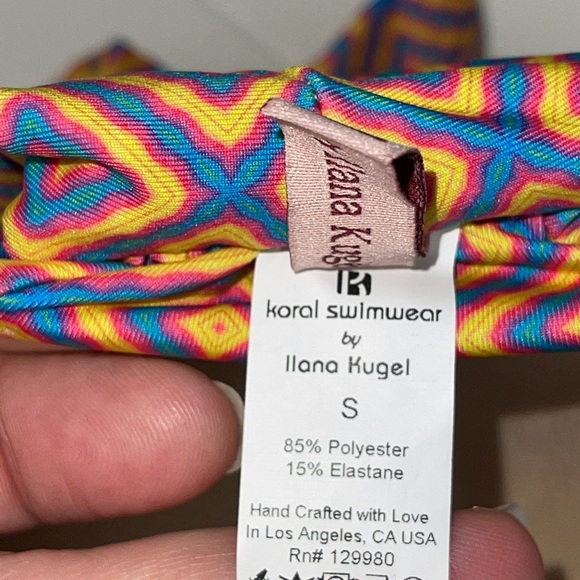 Ilana Kug
koral swimwear
by
Ilana Kugel
S
85% Polyester
15% Elastane
Hand Crafted with Love
In Los Angeles, CA USA
Rn# 129980